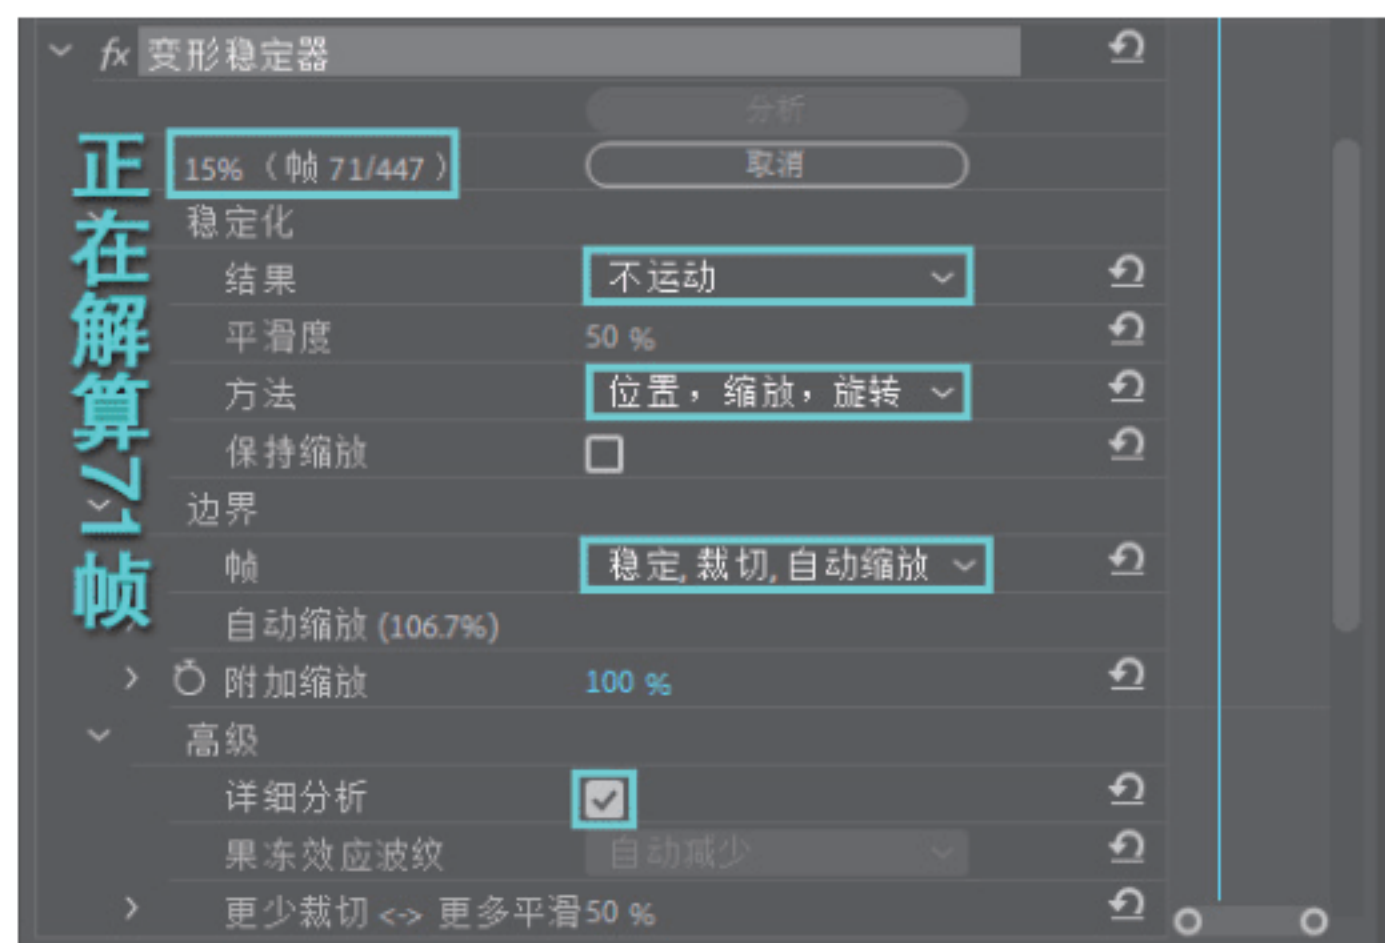 fx 变形稳定器
分析
15%（帧 71/447）
取消
正在解算71帧
稳定化
结果 不运动
平滑度 50 %
方法 位置，缩放，旋转
保持缩放
边界
帧 稳定,裁切,自动缩放
自动缩放 (106.7%)
附加缩放 100 %
高级
详细分析
果冻效应波纹 自动减少
更少裁切 <-> 更多平滑 50 %